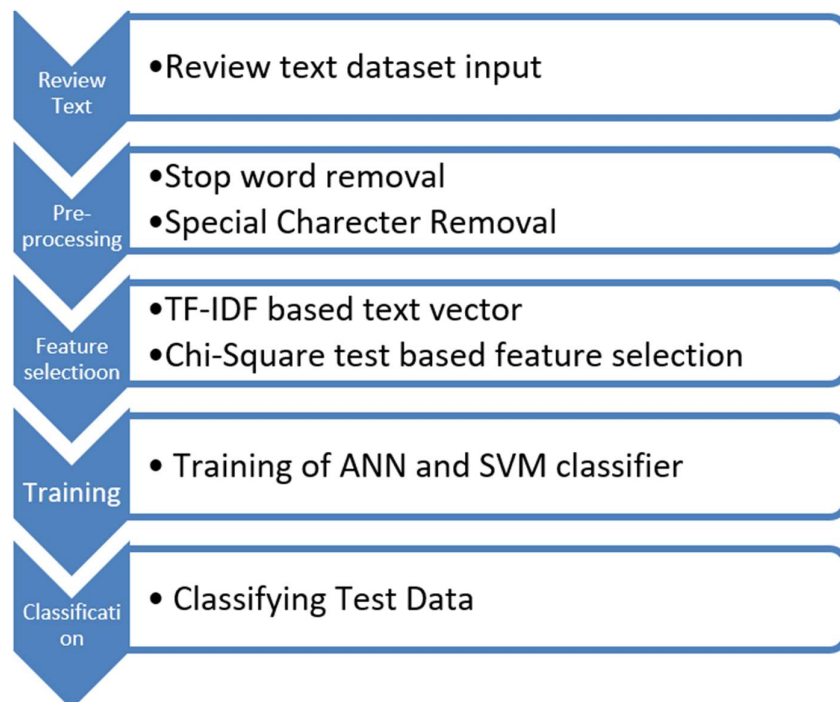 Review
Text
•Review text dataset input
Pre-
processing
•Stop word removal
•Special Charecter Removal
Feature
selectioon
•TF-IDF based text vector
•Chi-Square test based feature selection
Training
• Training of ANN and SVM classifier
Classificati
on
• Classifying Test Data